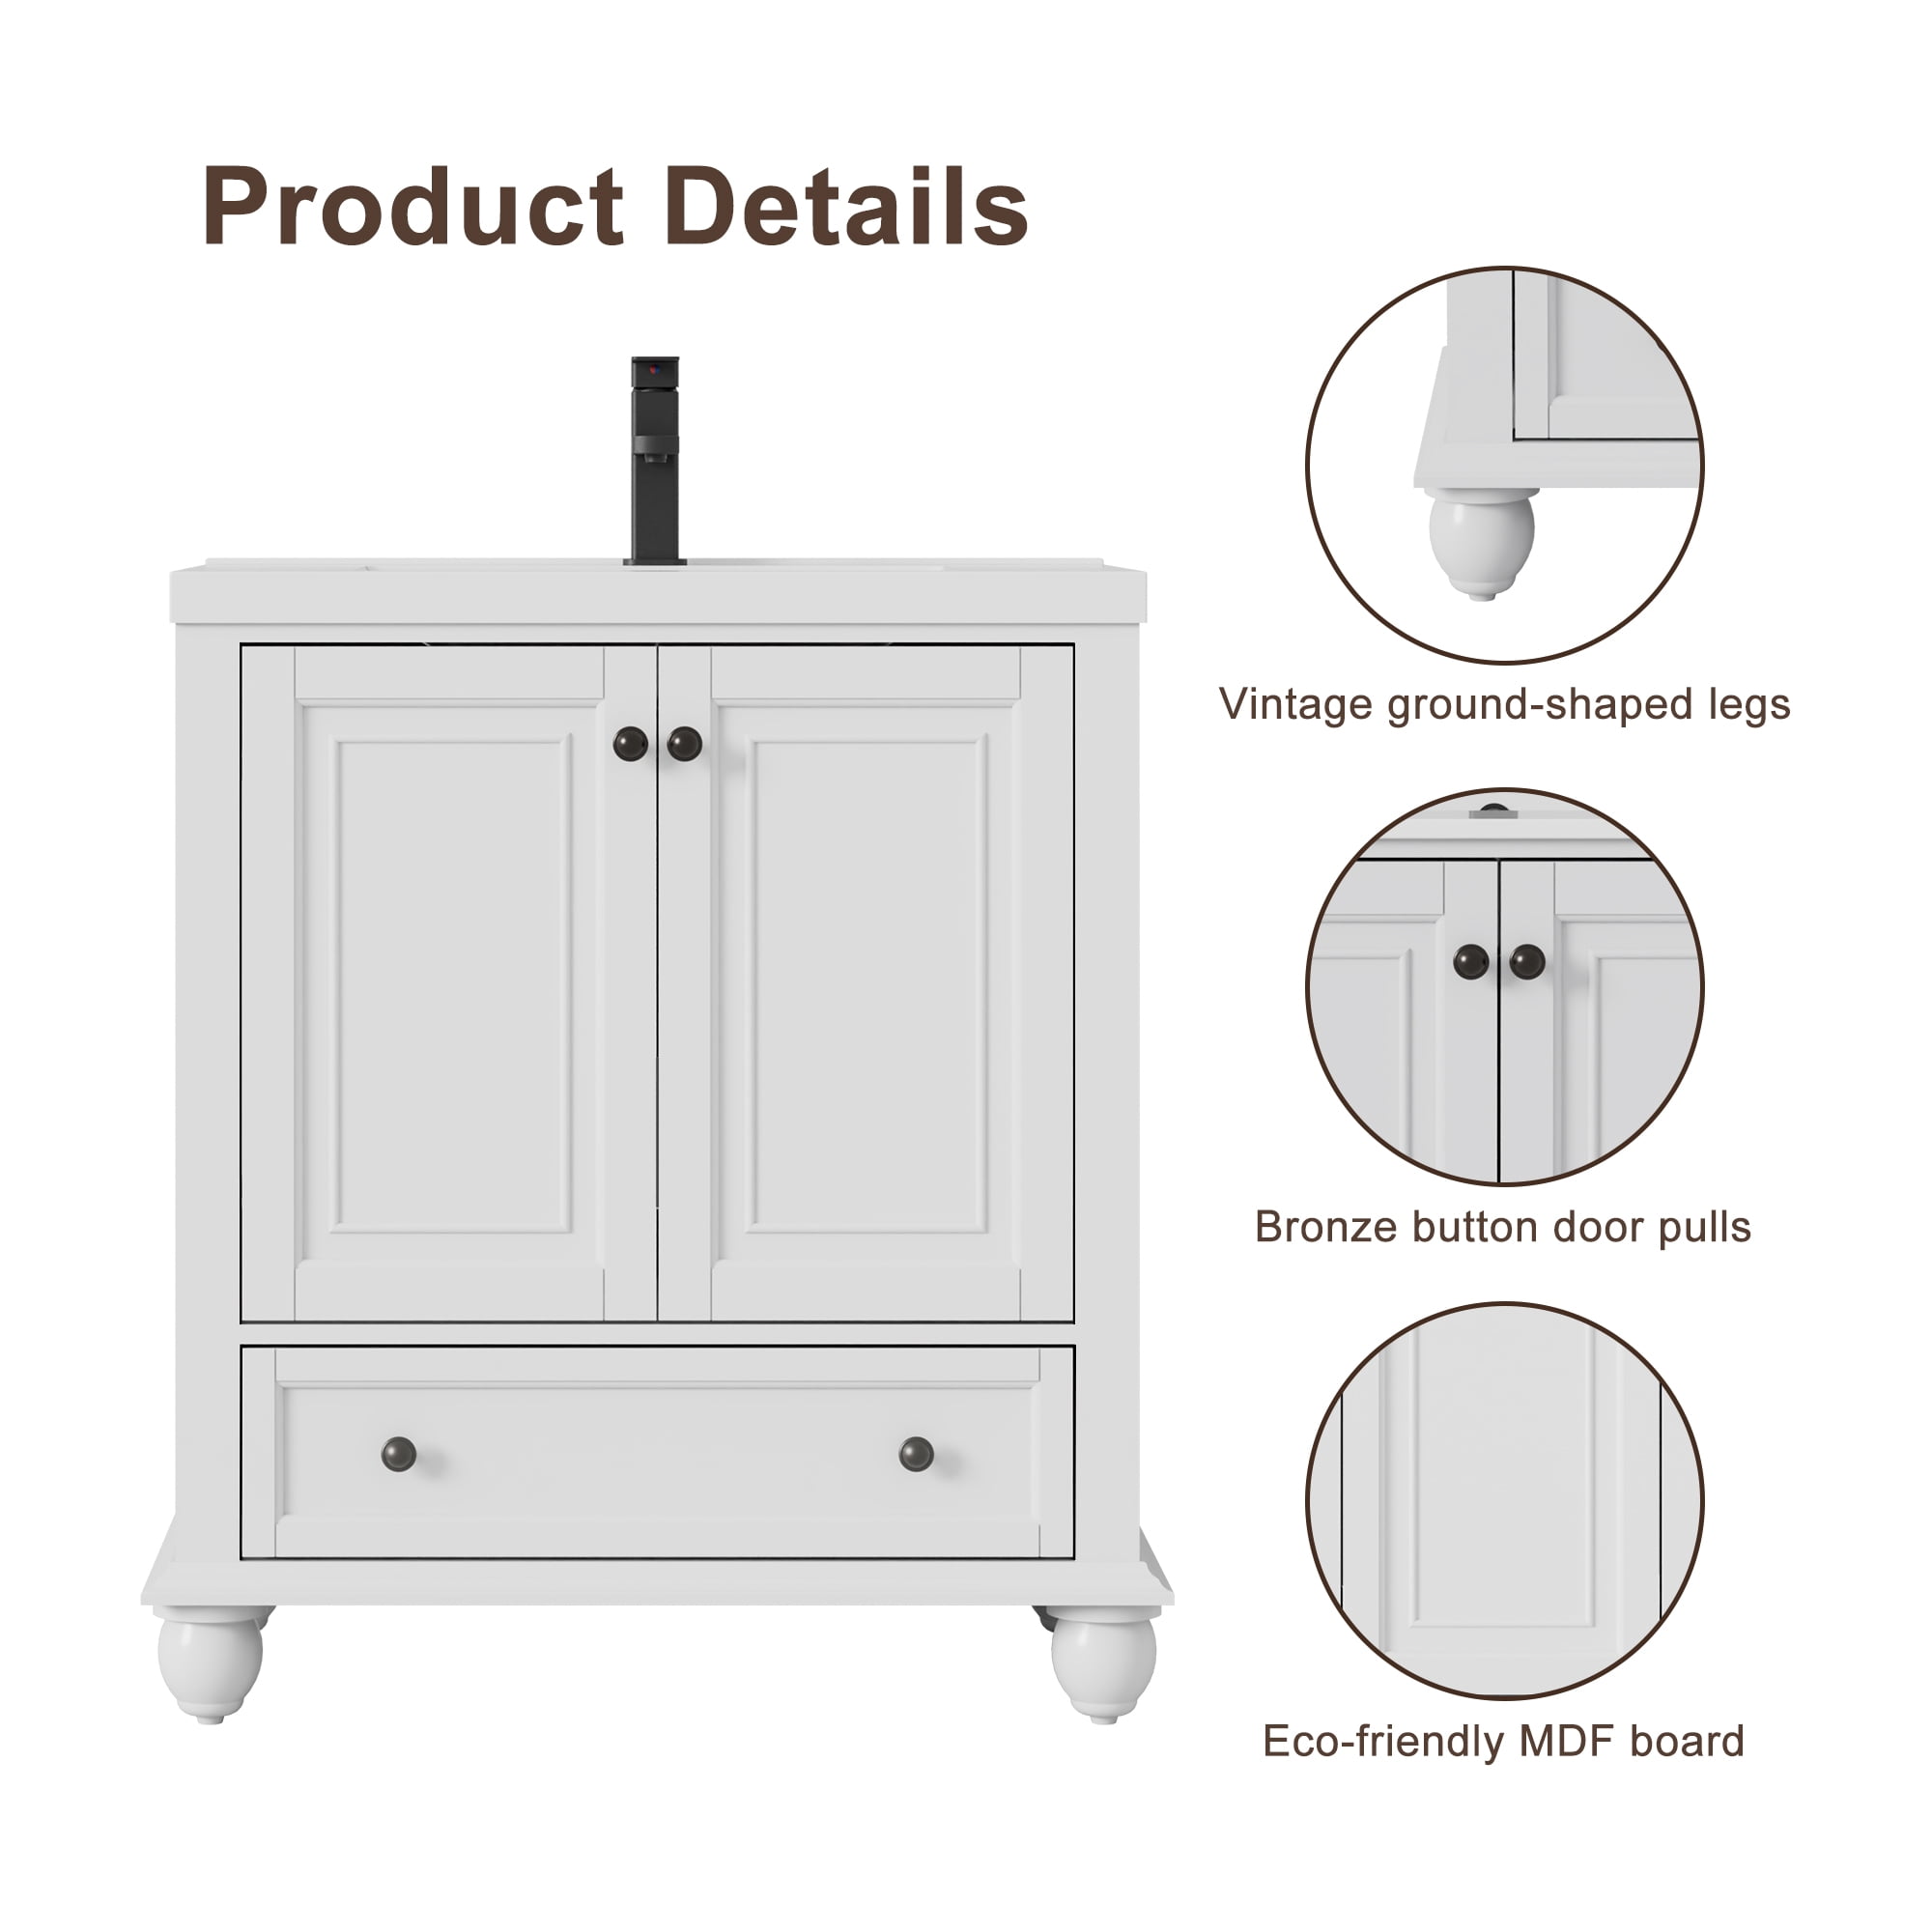 Product Details
Vintage ground-shaped legs
Bronze button door pulls
Eco-friendly MDF board